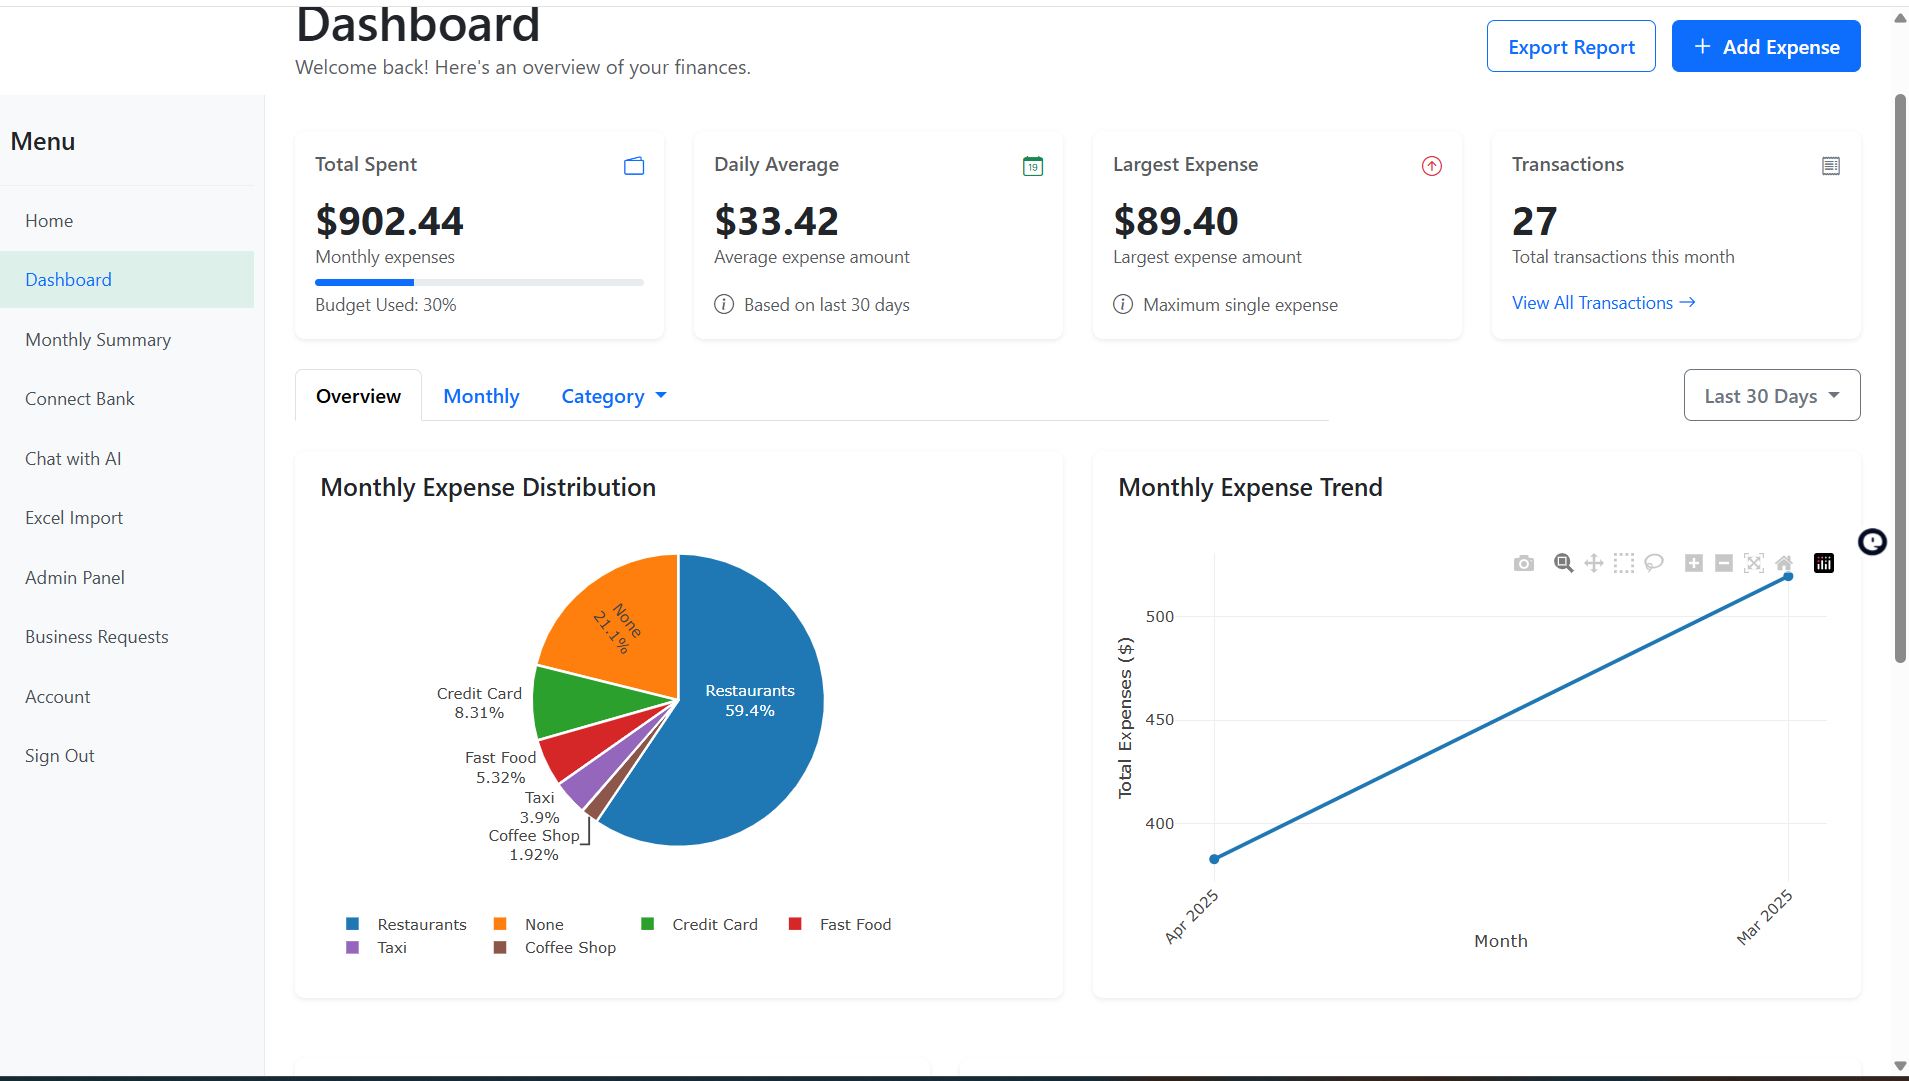 Dashboard
Welcome back! Here's an overview of your finances.
Export Report
Add Expense
Menu
Home
Dashboard
Monthly Summary
Connect Bank
Chat with AI
Excel Import
Admin Panel
Business Requests
Account
Sign Out
Total Spent
$902.44
Monthly expenses
Budget Used: 30%
Daily Average
19
$33.42
Average expense amount
Based on last 30 days
Largest Expense
$89.40
Largest expense amount
Maximum single expense
Transactions
27
Total transactions this month
View All Transactions →
Overview
Monthly
Category
Last 30 Days
Monthly Expense Distribution
None
21.1%
Restaurants
59.4%
Credit Card
8.31%
Fast Food
5.32%
Taxi
3.9%
Coffee Shop
1.92%
Restaurants
None
Credit Card
Fast Food
Taxi
Coffee Shop
Monthly Expense Trend
500
450
400
Total Expenses ($)
Apr 2025
Mar 2025
Month